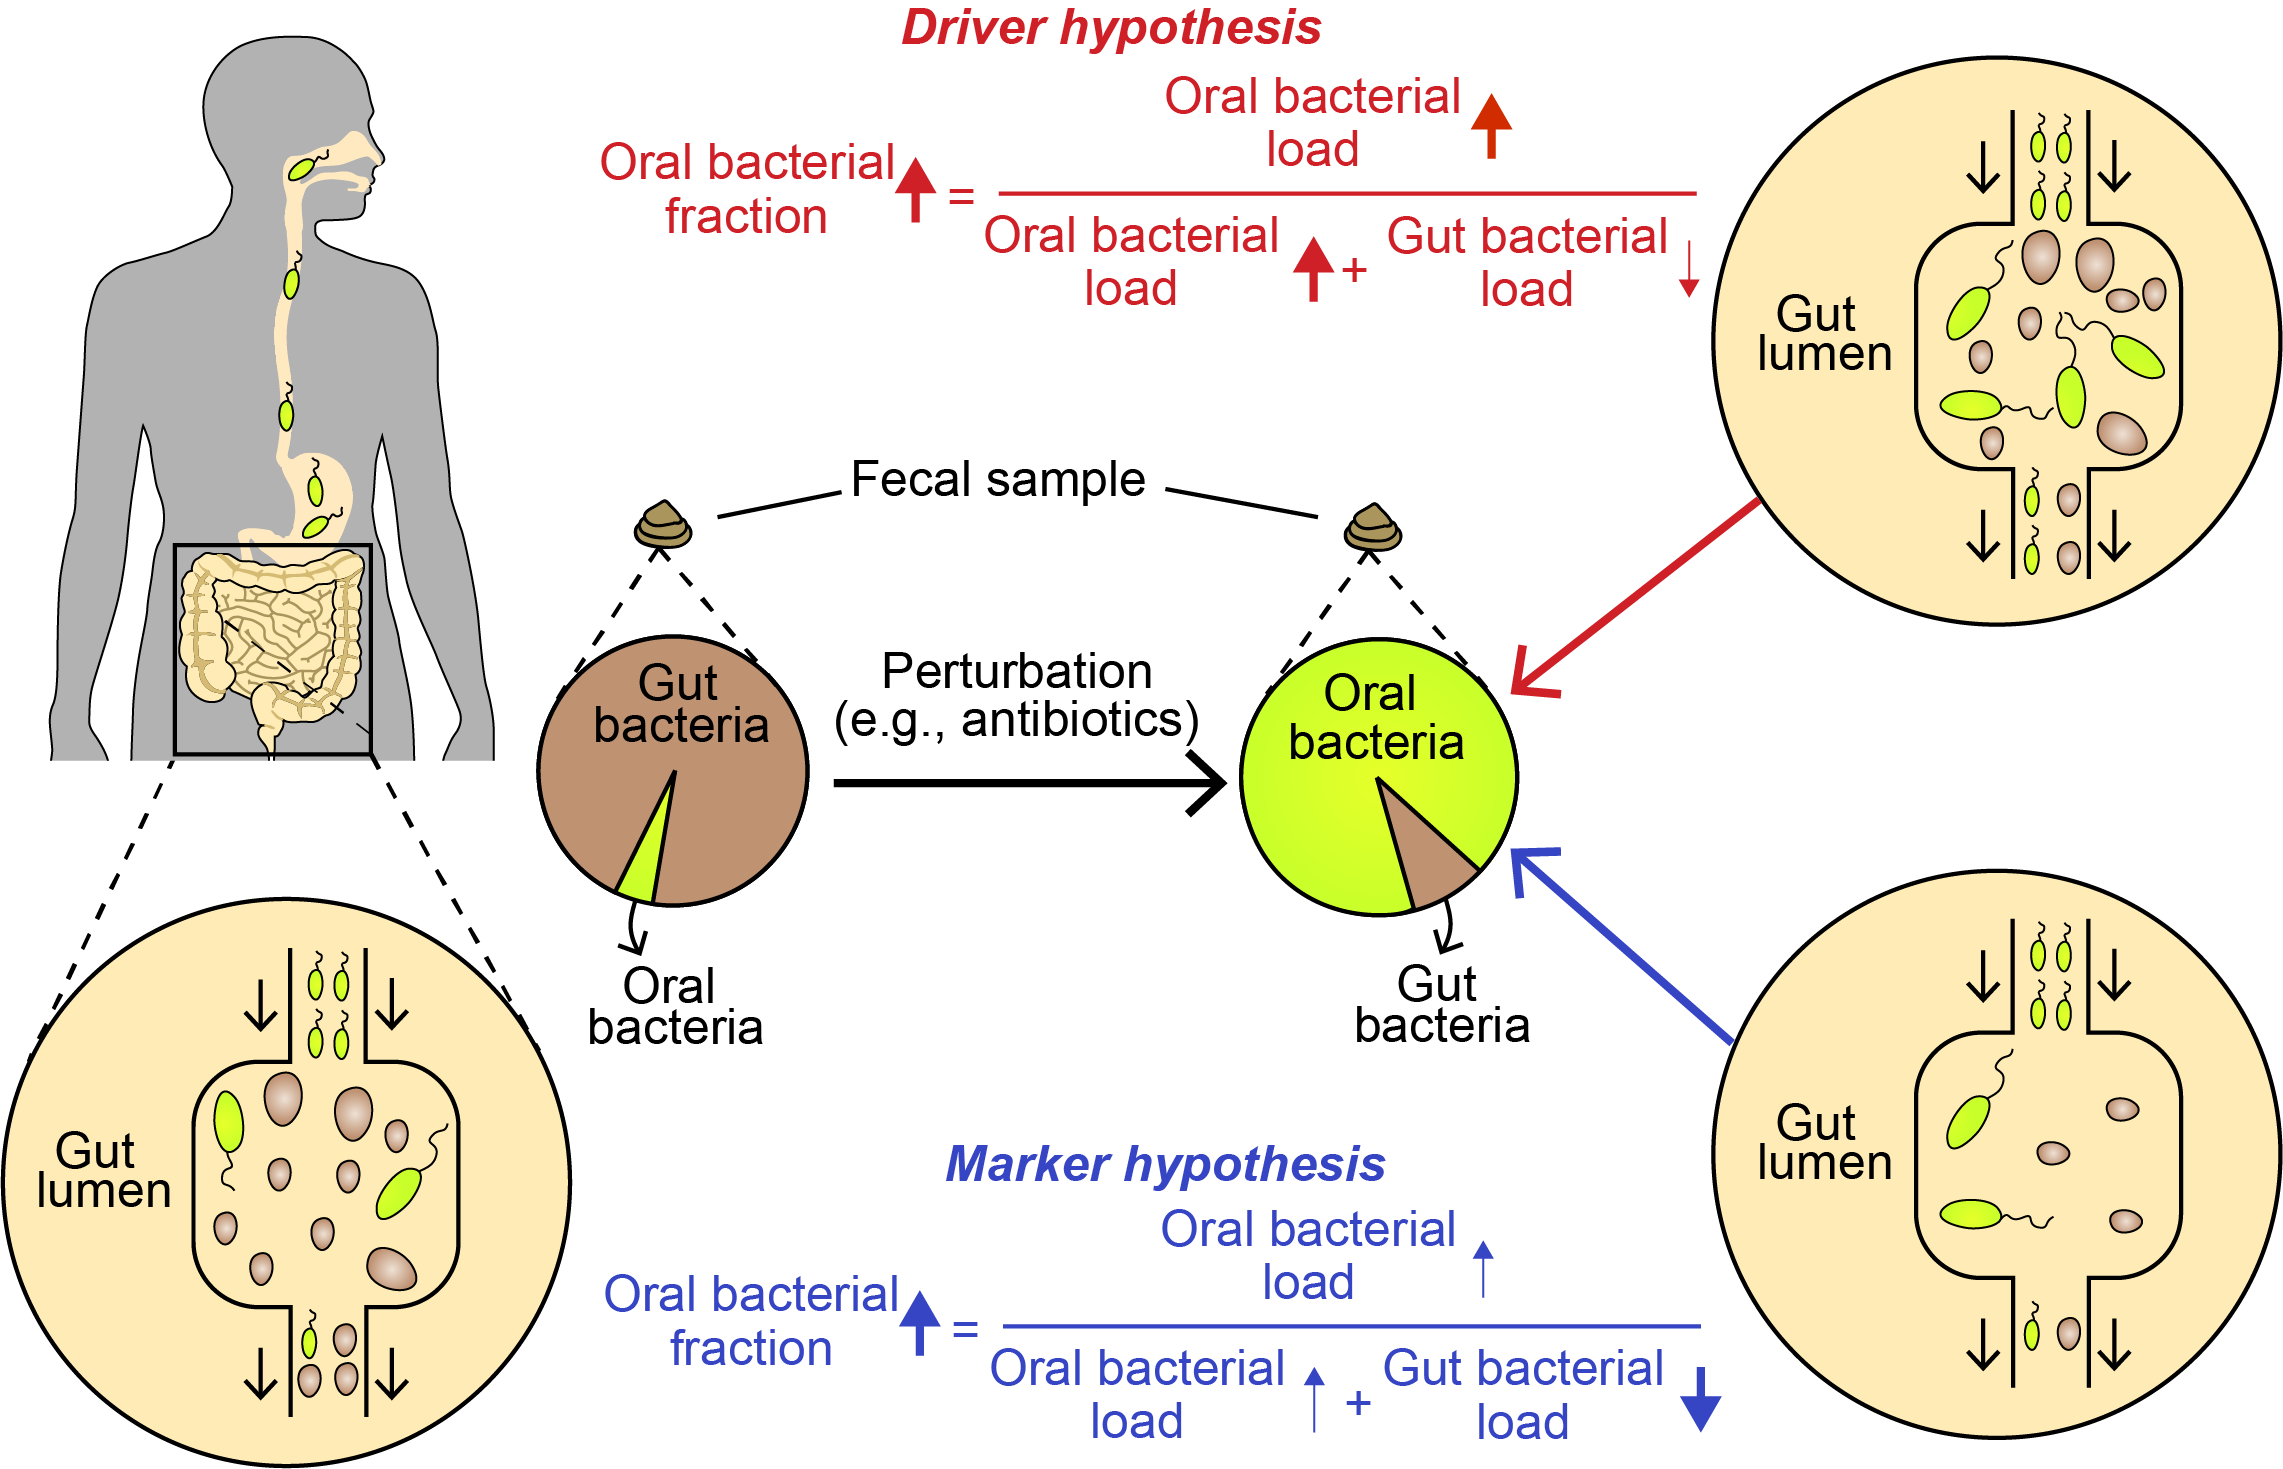 Driver hypothesis
Oral bacterial
load
Oral bacterial
fraction
=
Oral bacterial
load
+
Gut bacterial
load
Gut
lumen
Fecal sample
Gut
bacteria
Perturbation
(e.g., antibiotics)
Oral
bacteria
Oral
bacteria
Gut
bacteria
Gut
lumen
Gut
lumen
Marker hypothesis
Oral bacterial
load
Oral bacterial
fraction
=
Oral bacterial
load
+
Gut bacterial
load